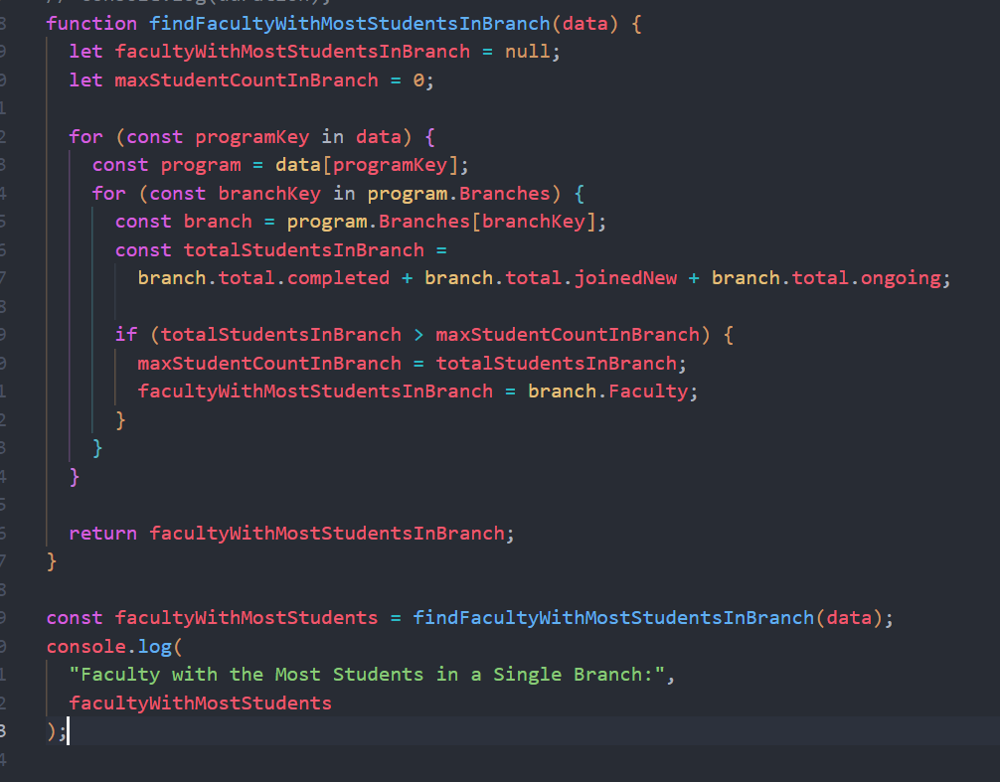 // console.log(duration);
function findFacultyWithMostStudentsInBranch(data) {
  let facultyWithMostStudentsInBranch = null;
  let maxStudentCountInBranch = 0;

  for (const programKey in data) {
    const program = data[programKey];
    for (const branchKey in program.Branches) {
      const branch = program.Branches[branchKey];
      const totalStudentsInBranch =
        branch.total.completed + branch.total.joinedNew + branch.total.ongoing;

      if (totalStudentsInBranch > maxStudentCountInBranch) {
        maxStudentCountInBranch = totalStudentsInBranch;
        facultyWithMostStudentsInBranch = branch.Faculty;
      }
    }
  }

  return facultyWithMostStudentsInBranch;
}

const facultyWithMostStudents = findFacultyWithMostStudentsInBranch(data);
console.log(
  "Faculty with the Most Students in a Single Branch:",
  facultyWithMostStudents
);